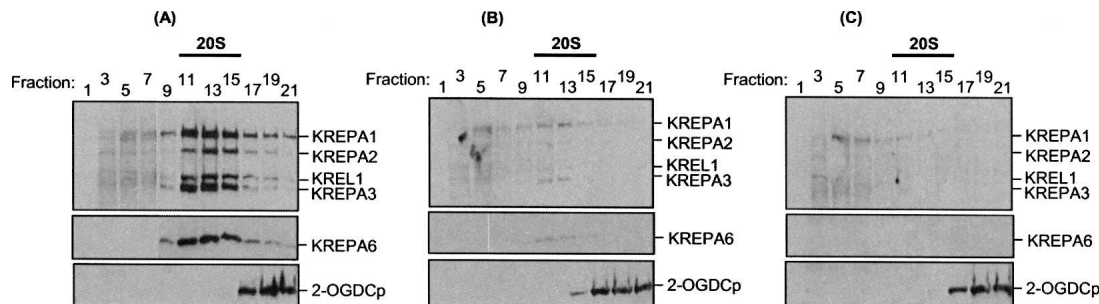 (A)
20S
Fraction: 1 3 5 7 9 11 13 15 17 19 21
KREPA1
KREPA2
KREL1
KREPA3
KREPA6
2-OGDCp
(B)
20S
Fraction: 1 3 5 7 9 11 13 15 17 19 21
KREPA1
KREPA2
KREL1
KREPA3
KREPA6
2-OGDCp
(C)
20S
Fraction: 1 3 5 7 9 11 13 15 17 19 21
KREPA1
KREPA2
KREL1
KREPA3
KREPA6
2-OGDCp